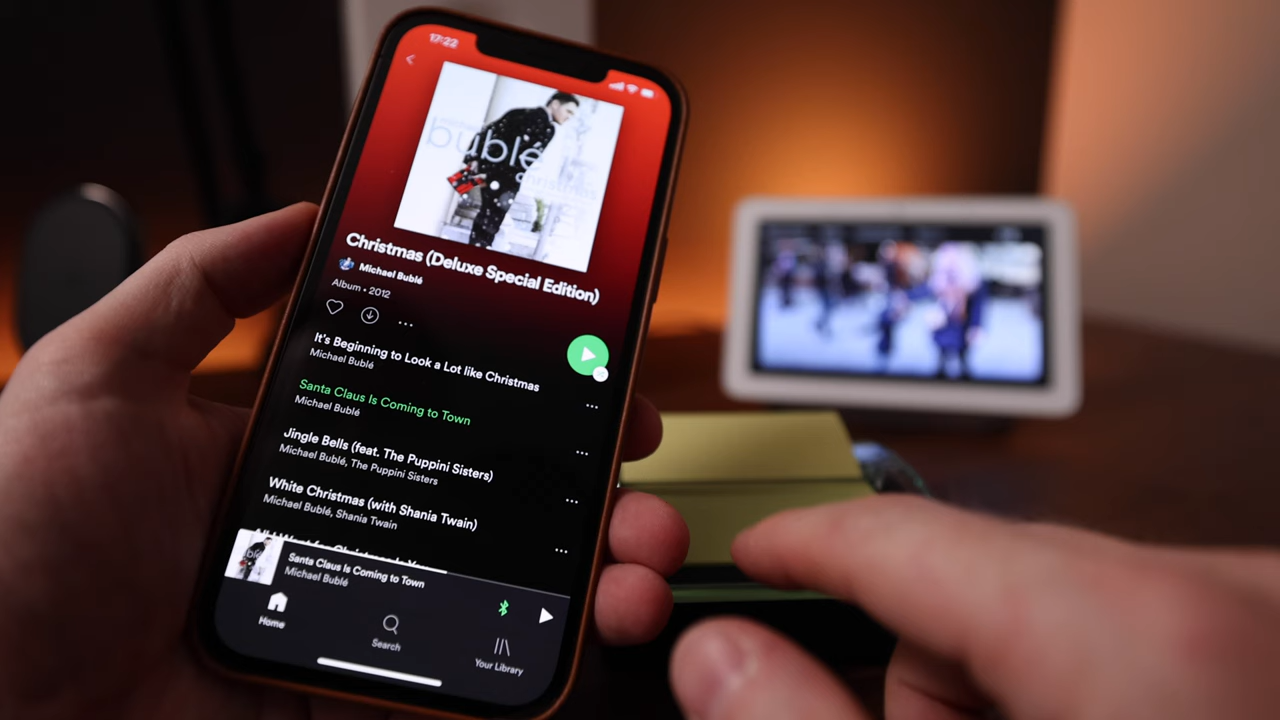 17:22
bublé
christmas
Christmas (Deluxe Special Edition)
Michael Bublé
Album • 2012
It's Beginning to Look a Lot like Christmas
Michael Bublé
Santa Claus Is Coming to Town
Michael Bublé
Jingle Bells (feat. The Puppini Sisters)
Michael Bublé, The Puppini Sisters
White Christmas (with Shania Twain)
Michael Bublé, Shania Twain
Santa Claus Is Coming to Town
Michael Bublé
Home
Search
Your Library